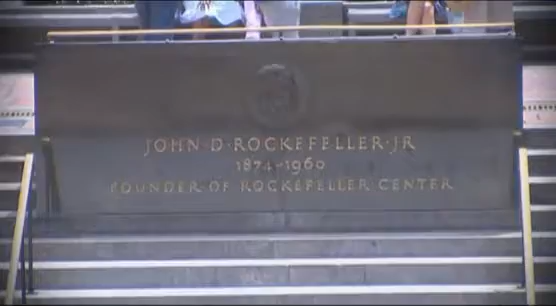 JOHN·D·ROCKEFELLER·JR
1874-1960
FOUNDER·OF ROCKEFELLER CENTER